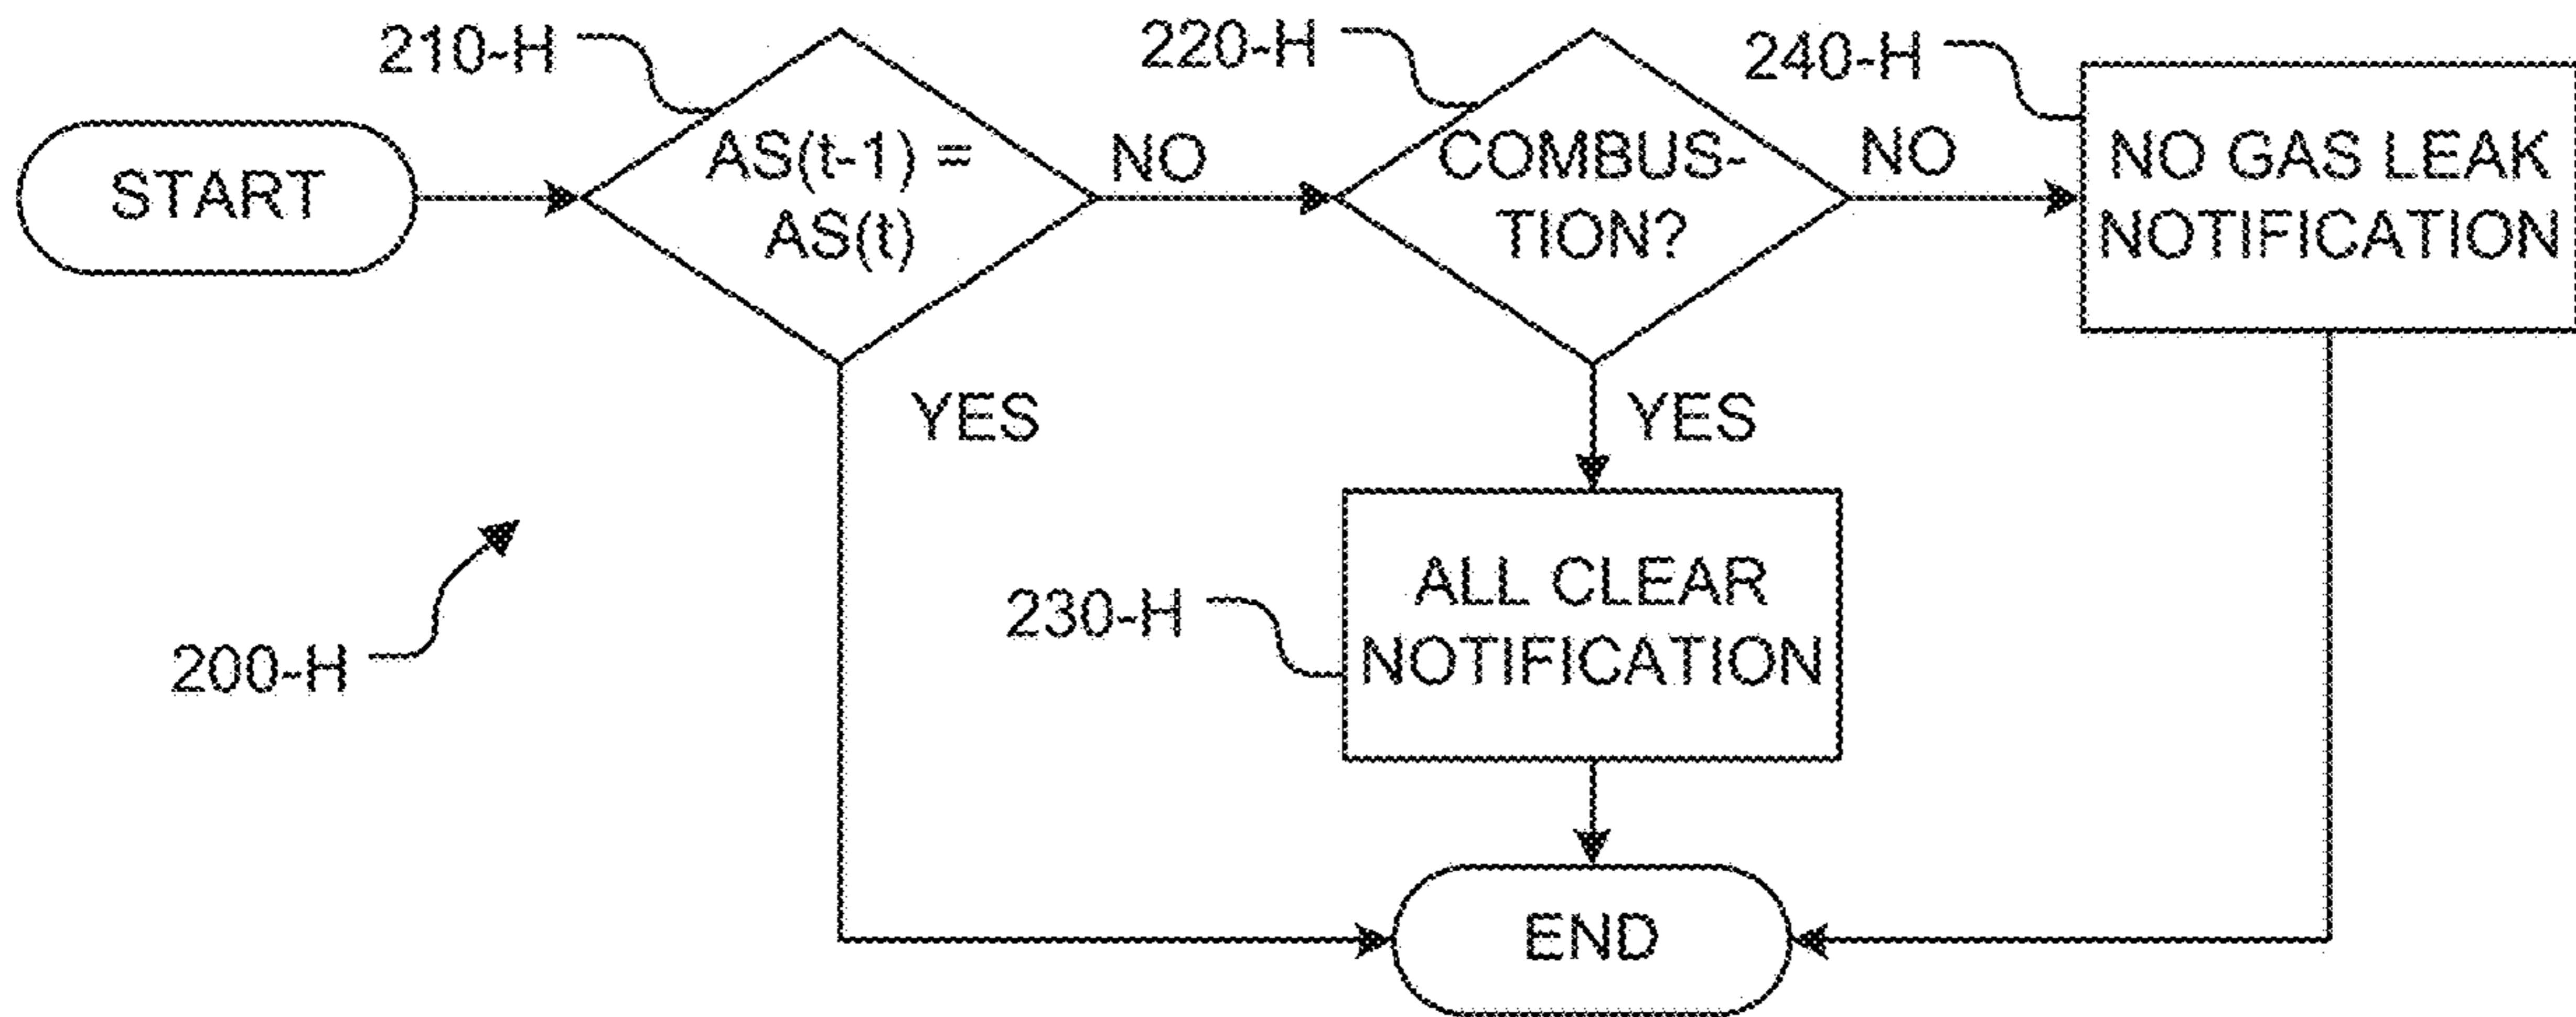 210-H
220-H
240-H
START
AS(t-1) =
AS(t)
NO
COMBUS-
TION?
NO
NO GAS LEAK
NOTIFICATION
YES
YES
200-H
230-H
ALL CLEAR
NOTIFICATION
END